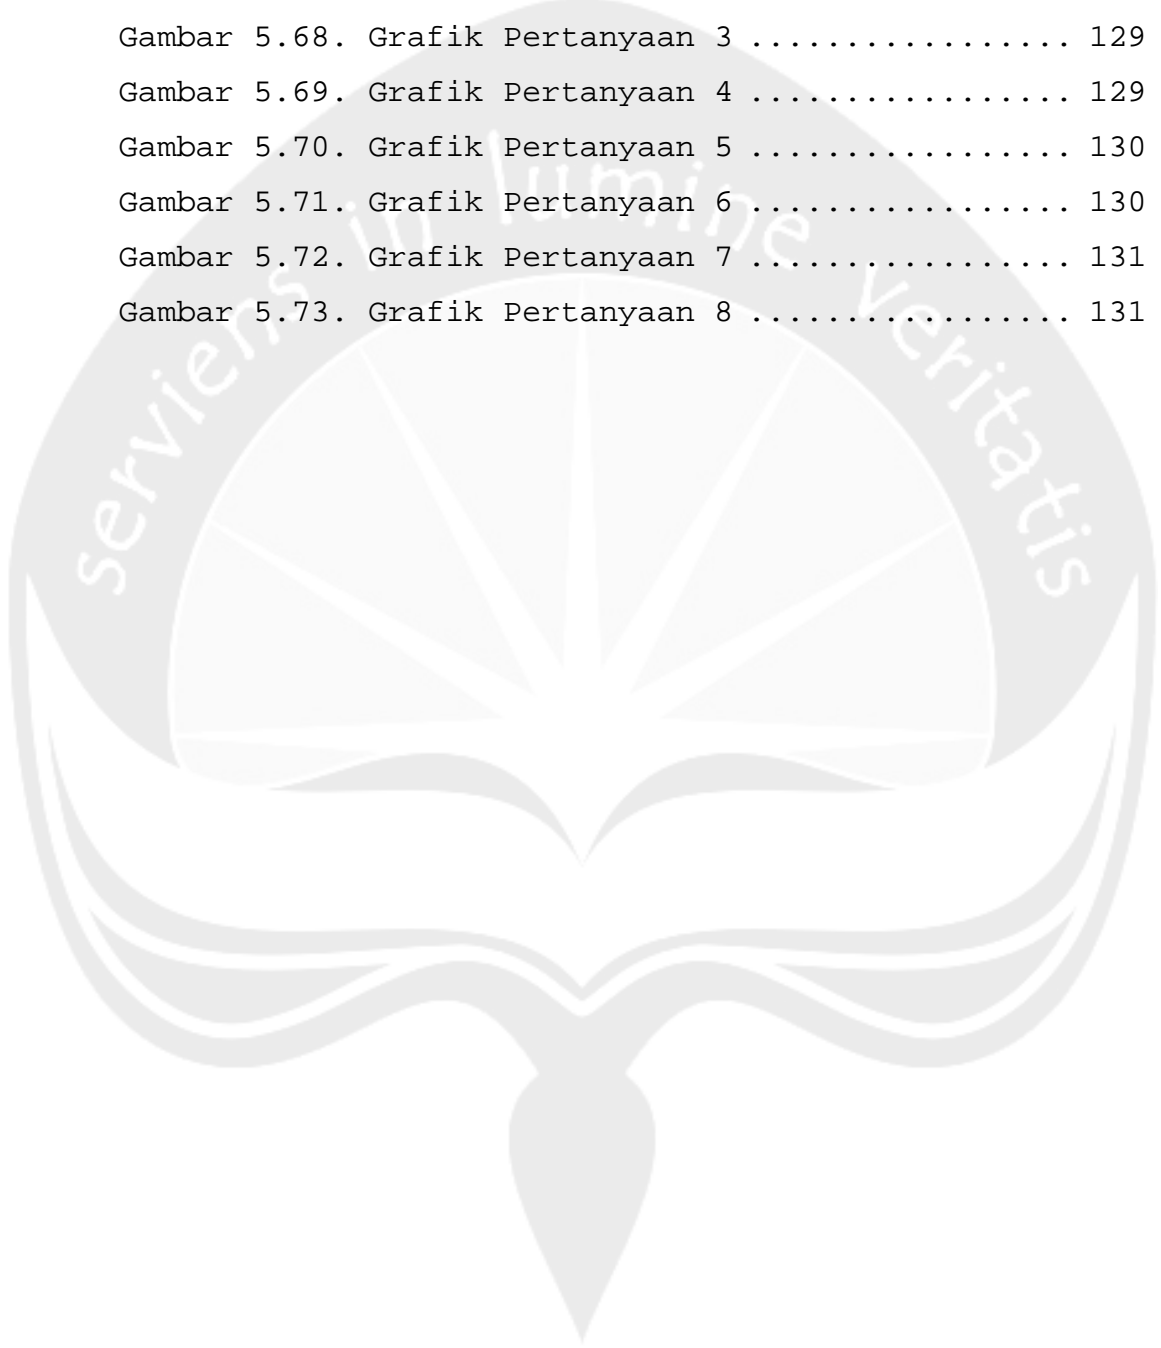 Gambar 5.68. Grafik Pertanyaan 3 ................. 129
Gambar 5.69. Grafik Pertanyaan 4 ................. 129
Gambar 5.70. Grafik Pertanyaan 5 ................. 130
Gambar 5.71. Grafik Pertanyaan 6 ................. 130
Gambar 5.72. Grafik Pertanyaan 7 ................. 131
Gambar 5.73. Grafik Pertanyaan 8 ................. 131
serviens in lumine veritatis